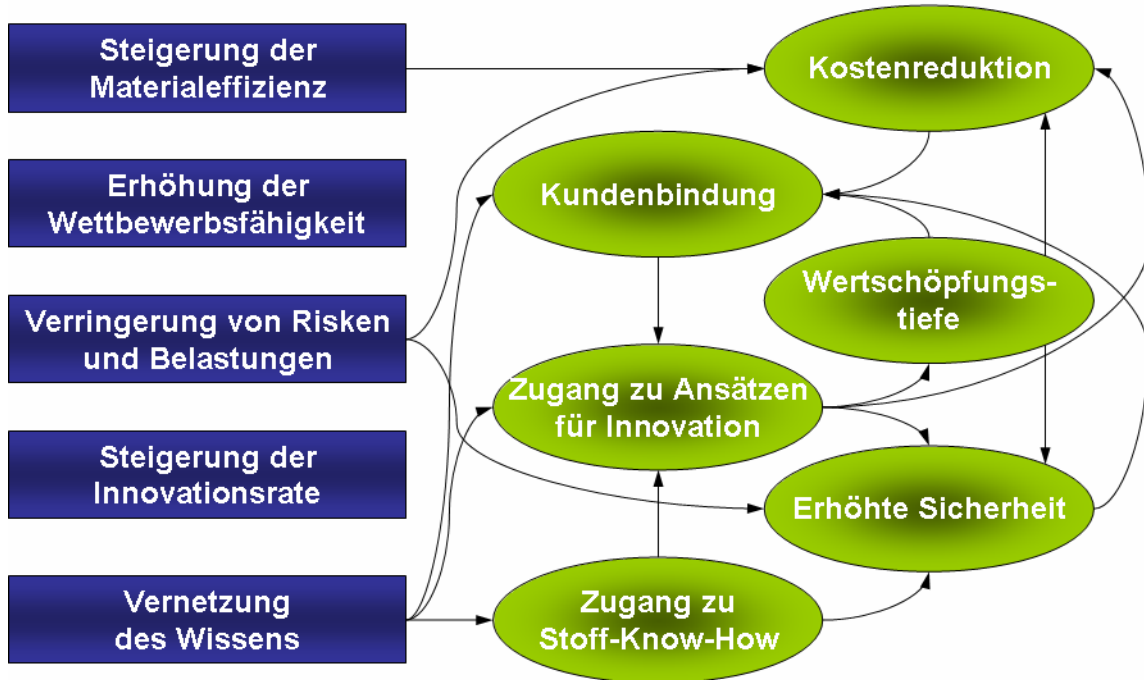 Steigerung der
Materialeffizienz
Erhöhung der
Wettbewerbsfähigkeit
Verringerung von Risken
und Belastungen
Steigerung der
Innovationsrate
Vernetzung
des Wissens
Kostenreduktion
Kundenbindung
Wertschöpfungs-
tiefe
Zugang zu Ansätzen
für Innovation
Erhöhte Sicherheit
Zugang zu
Stoff-Know-How